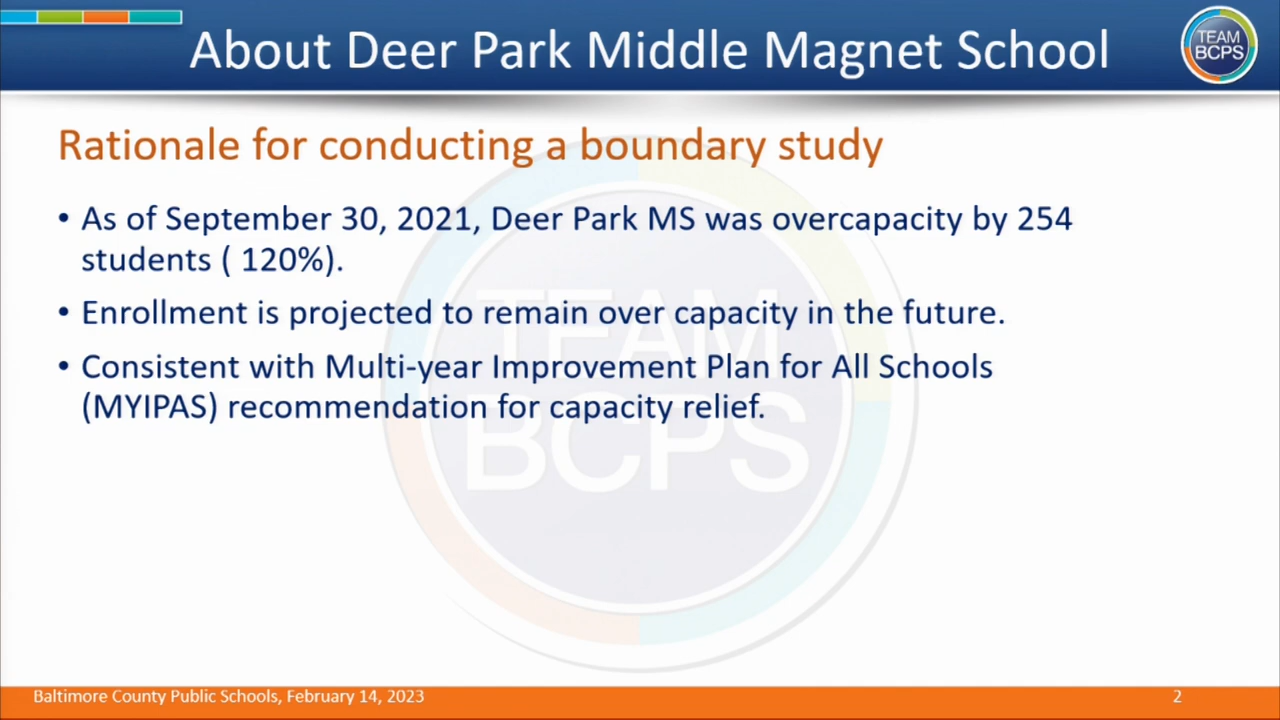 About Deer Park Middle Magnet School
TEAM
BCPS
Rationale for conducting a boundary study
• As of September 30, 2021, Deer Park MS was overcapacity by 254
students ( 120%).
• Enrollment is projected to remain over capacity in the future.
• Consistent with Multi-year Improvement Plan for All Schools
(MYIPAS) recommendation for capacity relief.
TEAM
BCPS
Baltimore County Public Schools, February 14, 2023
2